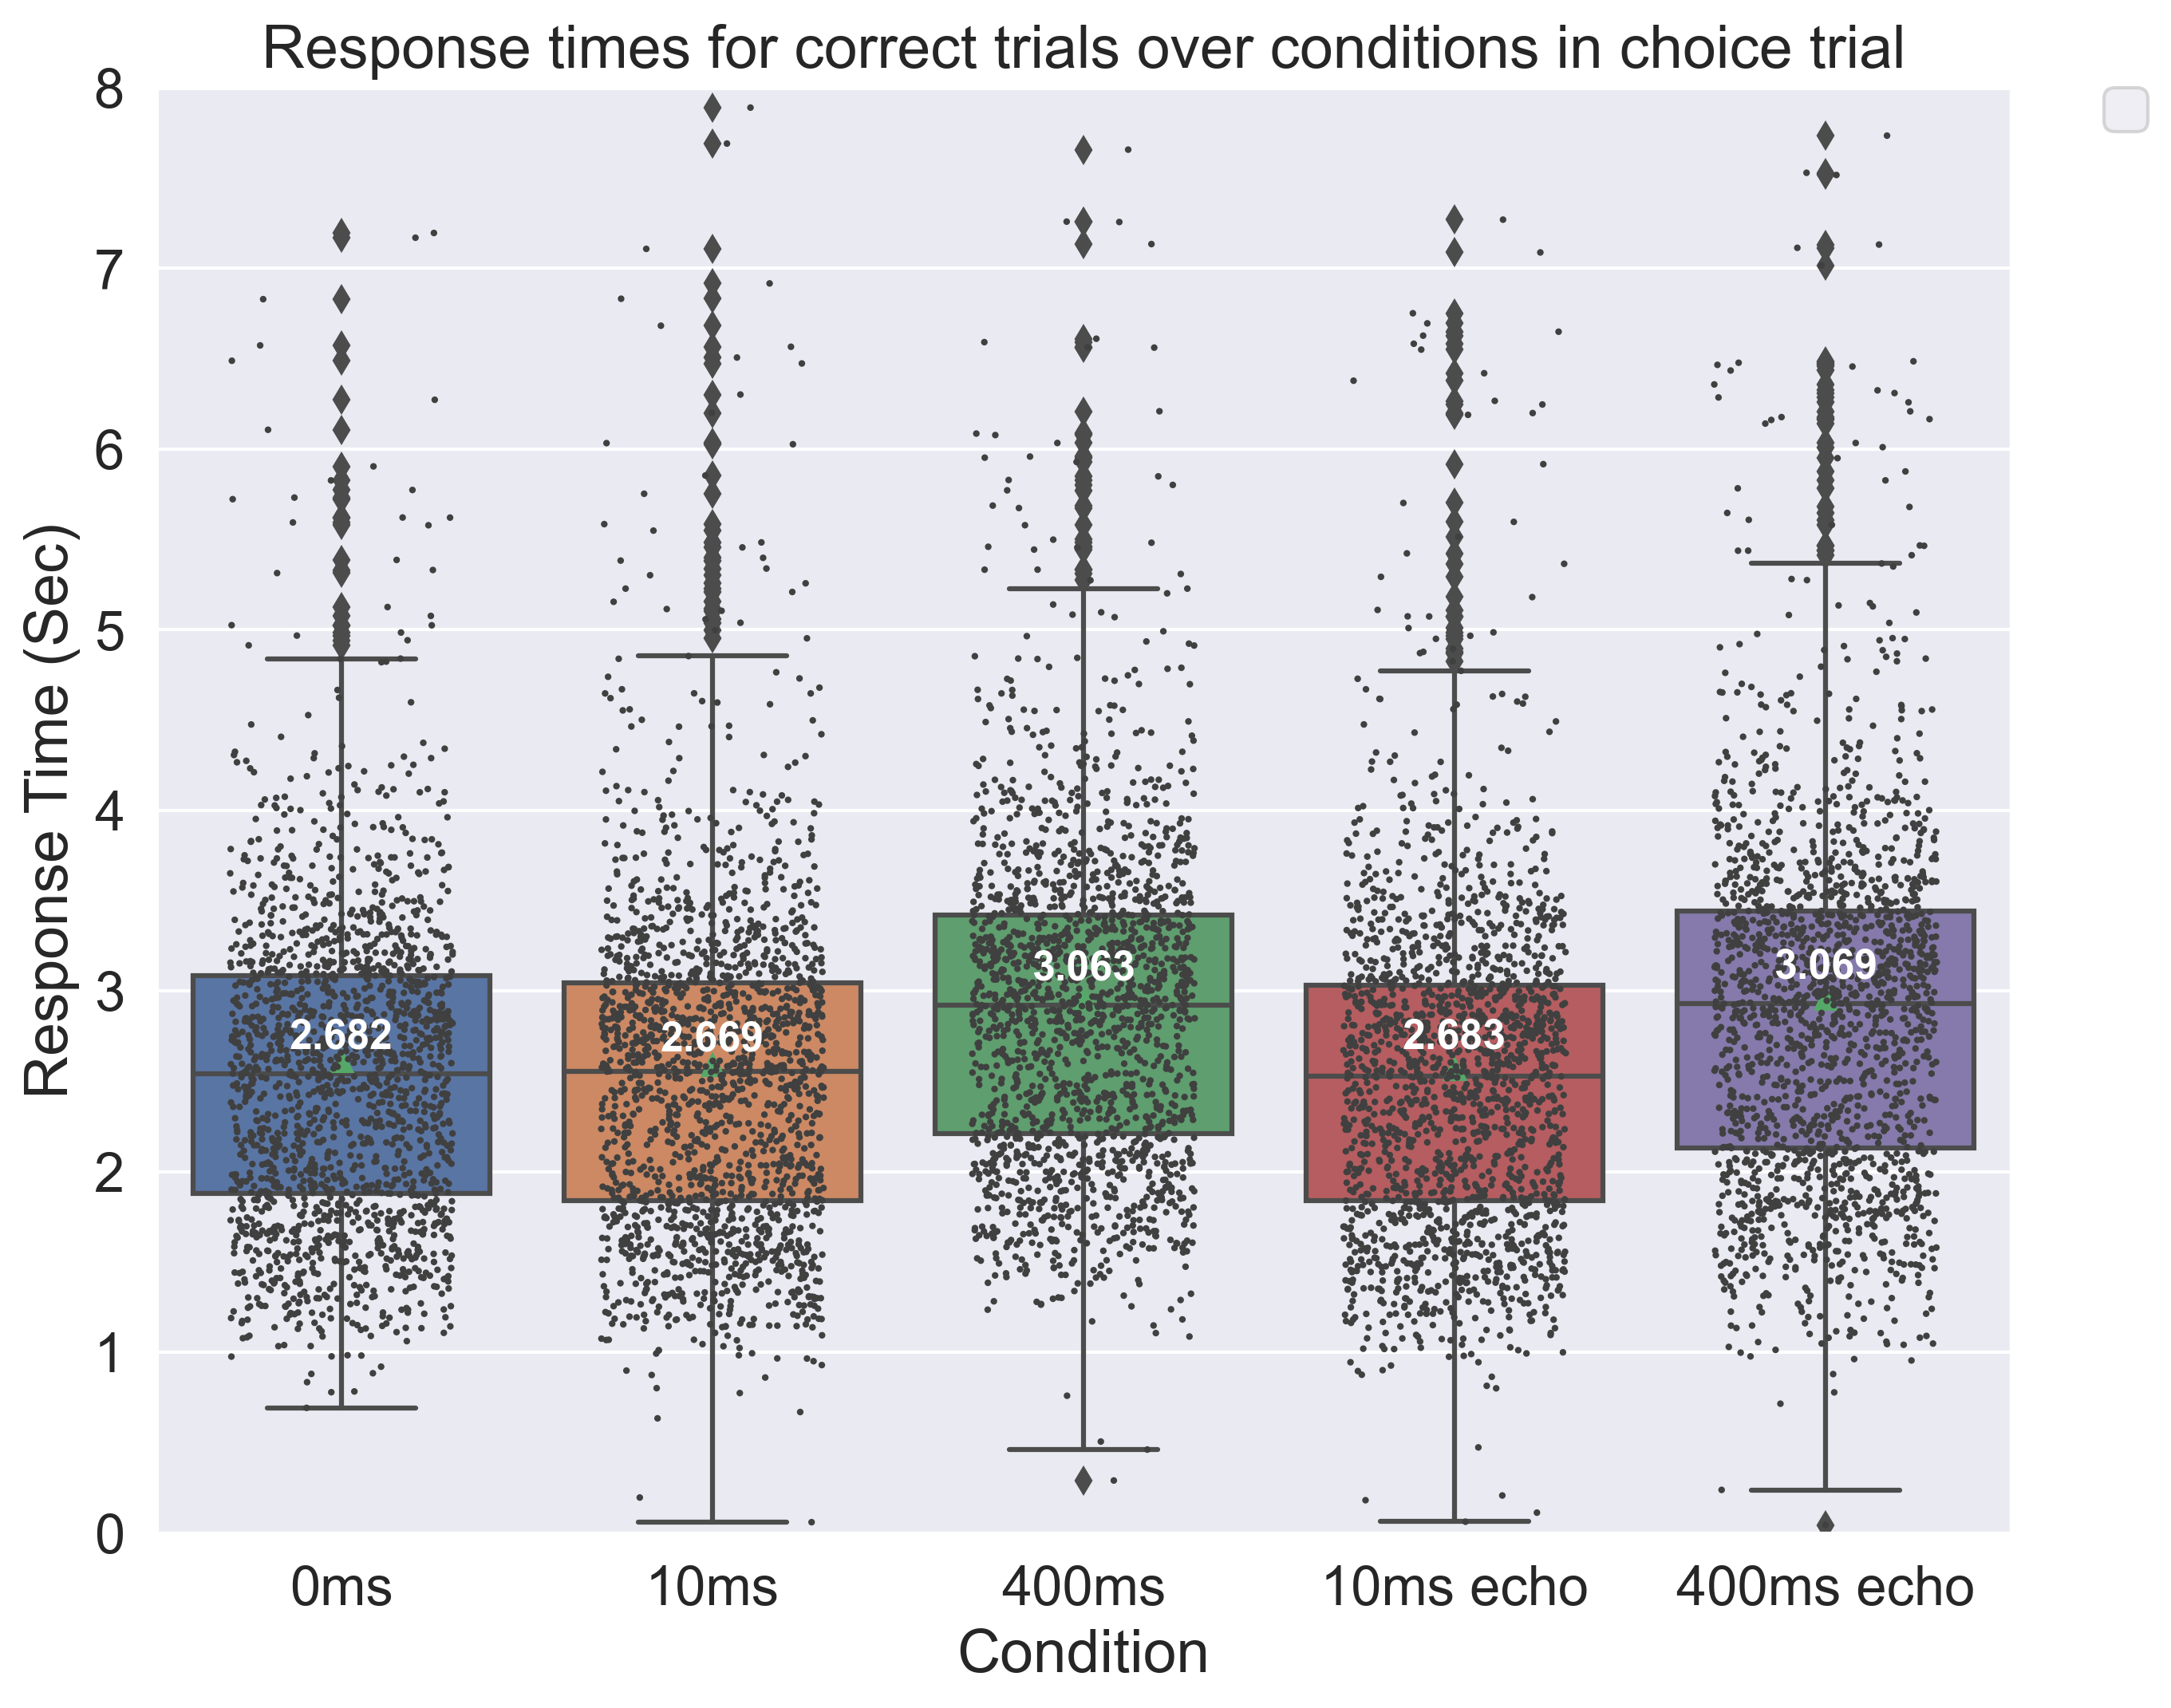 Response times for correct trials over conditions in choice trial
Response Time (Sec)
8
7
6
5
4
3
2
1
0
2.682
2.669
3.063
2.683
3.069
0ms
10ms
400ms
10ms echo
400ms echo
Condition